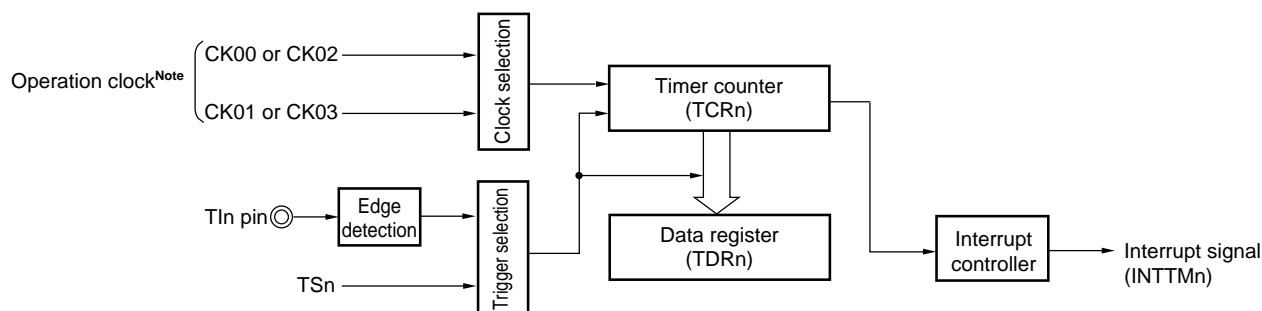 Operation clockNote
CK00 or CK02
CK01 or CK03
Clock selection
Timer counter
(TCRn)
TIn pin
Edge
detection
TSn
Trigger selection
Data register
(TDRn)
Interrupt
controller
Interrupt signal
(INTTMn)